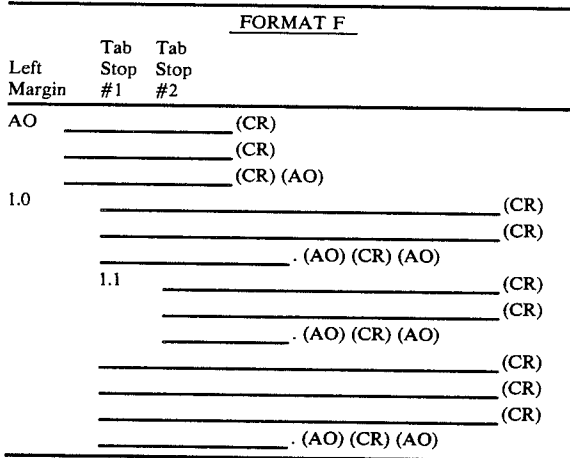 FORMAT F
Tab Tab
Left Stop Stop
Margin #1 #2
AO (CR)
(CR)
(CR) (AO)
1.0 (CR)
(CR)
. (AO) (CR) (AO)
1.1 (CR)
(CR)
. (AO) (CR) (AO)
(CR)
(CR)
(CR)
. (AO) (CR) (AO)